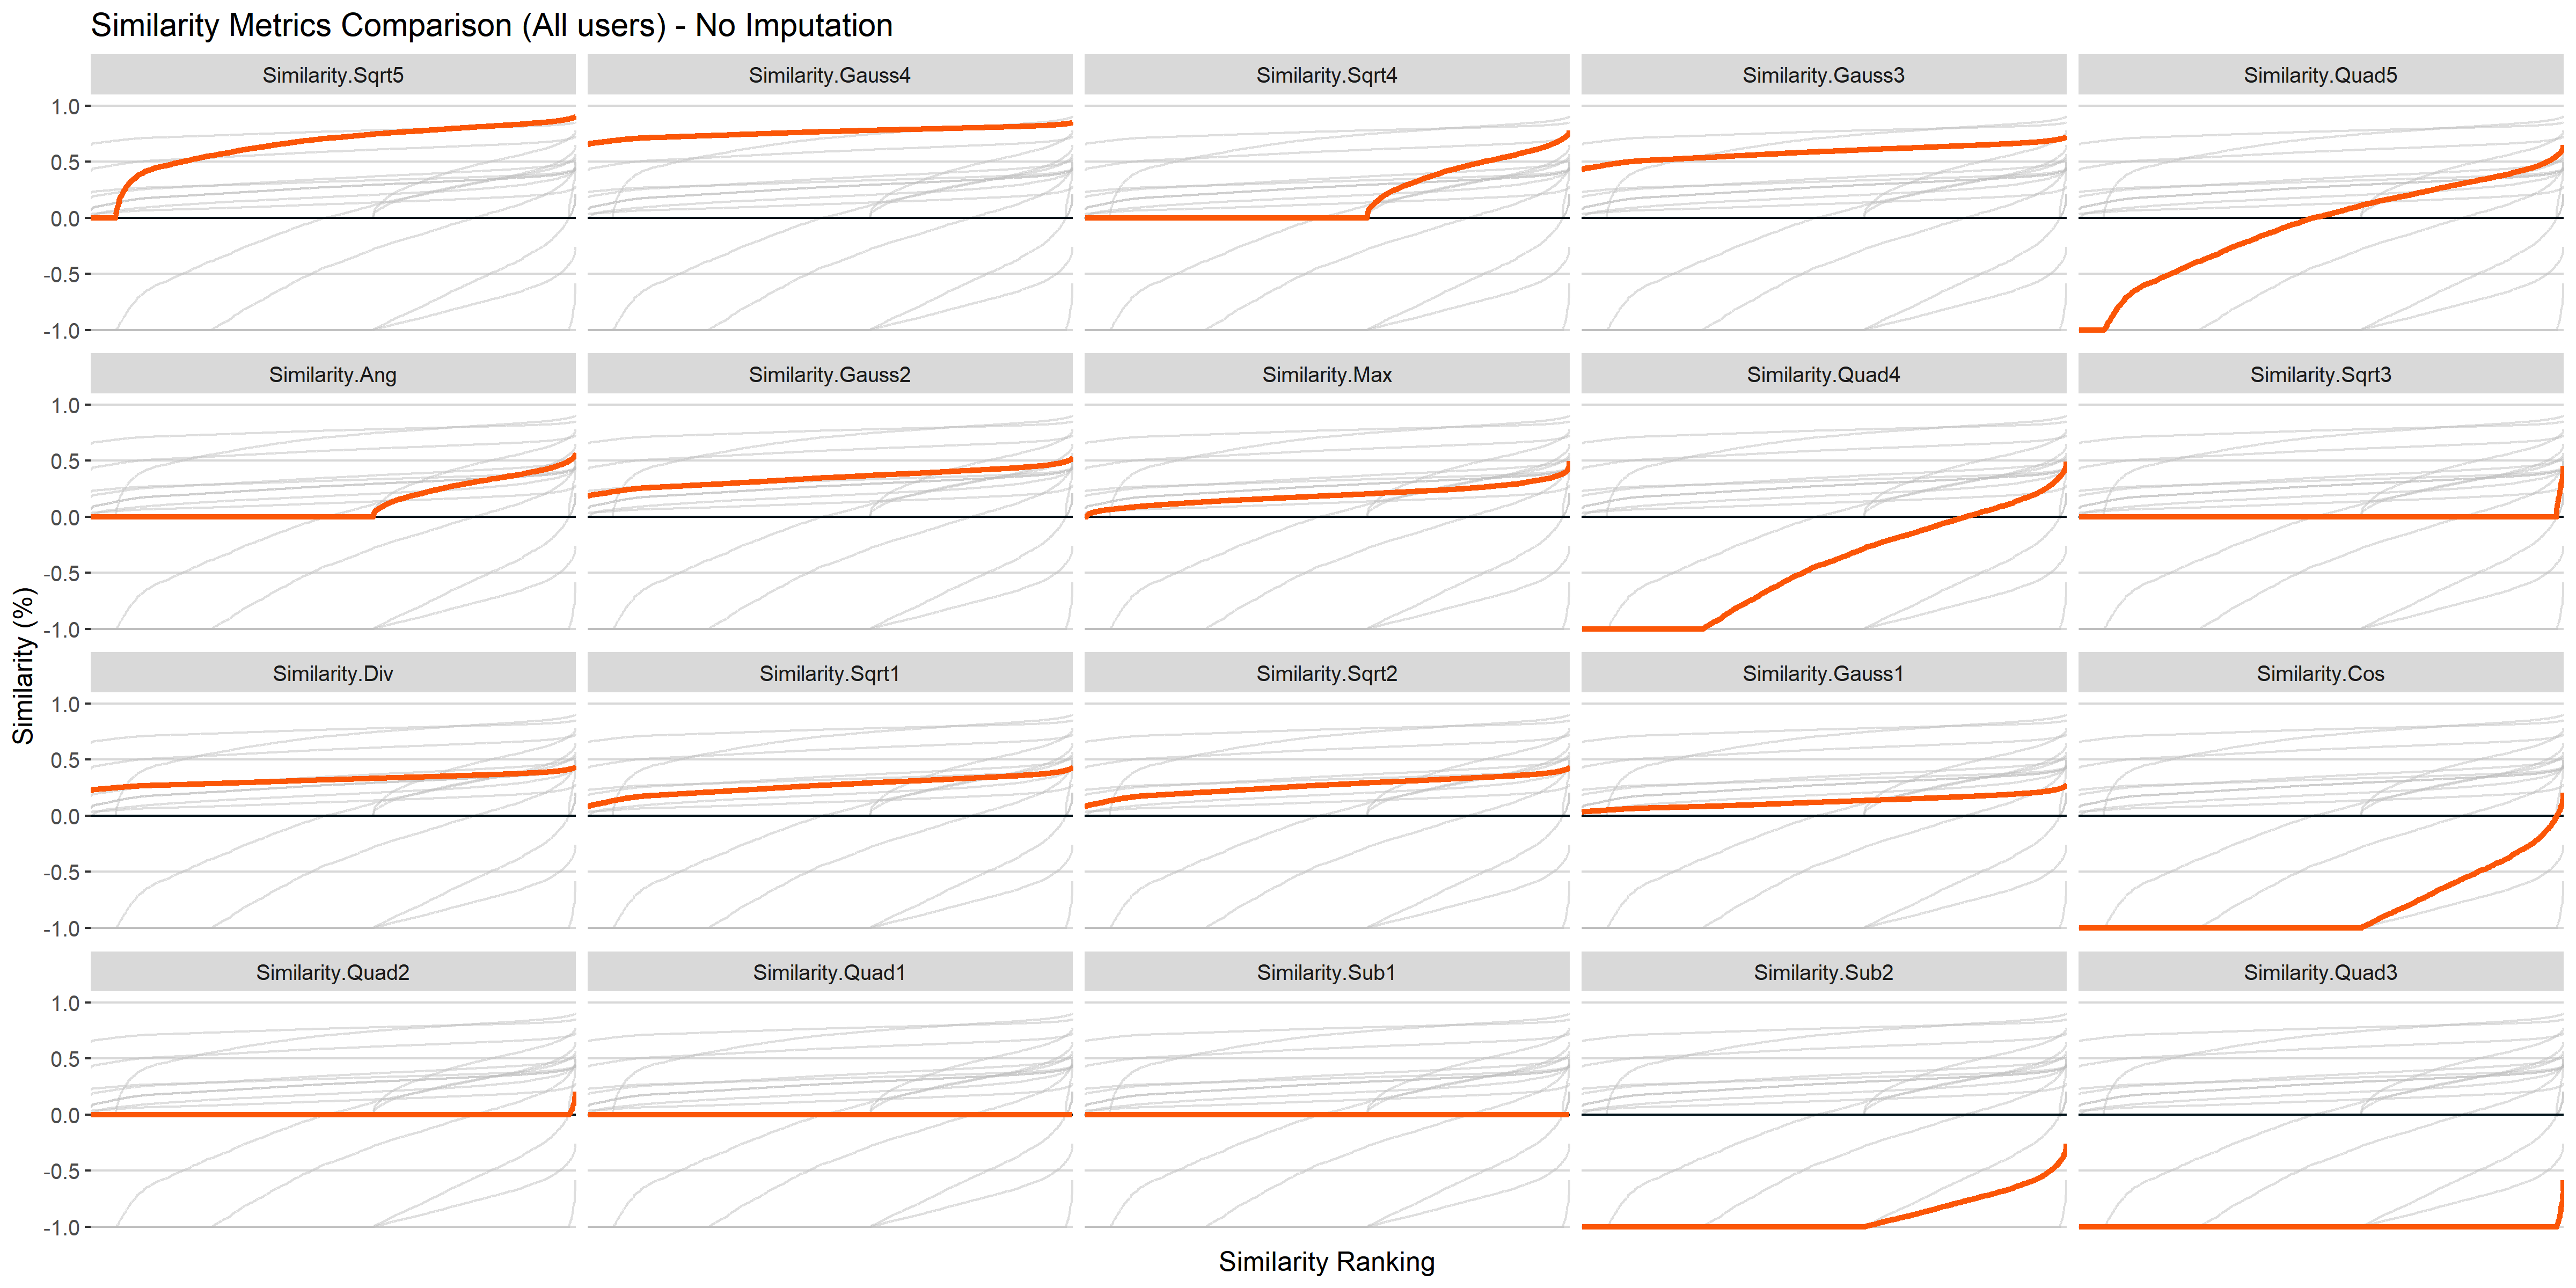 Similarity Metrics Comparison (All users) - No Imputation
Similarity.Sqrt5
Similarity.Gauss4
Similarity.Sqrt4
Similarity.Gauss3
Similarity.Quad5
1.0
0.5
0.0
-0.5
-1.0
Similarity.Ang
Similarity.Gauss2
Similarity.Max
Similarity.Quad4
Similarity.Sqrt3
1.0
0.5
0.0
-0.5
-1.0
Similarity (%)
Similarity.Div
Similarity.Sqrt1
Similarity.Sqrt2
Similarity.Gauss1
Similarity.Cos
1.0
0.5
0.0
-0.5
-1.0
Similarity.Quad2
Similarity.Quad1
Similarity.Sub1
Similarity.Sub2
Similarity.Quad3
1.0
0.5
0.0
-0.5
-1.0
Similarity Ranking